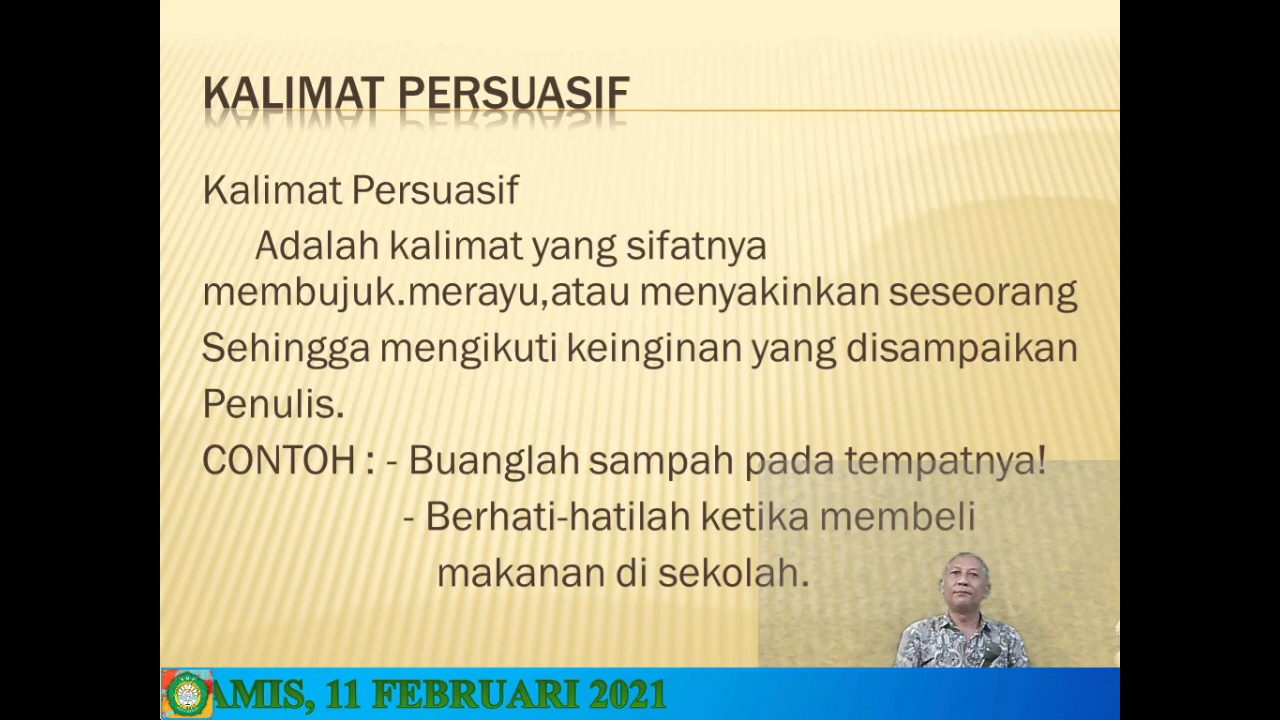 KALIMAT PERSUASIF
Kalimat Persuasif
Adalah kalimat yang sifatnya
membujuk.merayu,atau menyakinkan seseorang
Sehingga mengikuti keinginan yang disampaikan
Penulis.
CONTOH : - Buanglah sampah pada tempatnya!
- Berhati-hatilah ketika membeli
makanan di sekolah.
AMIS, 11 FEBRUARI 2021